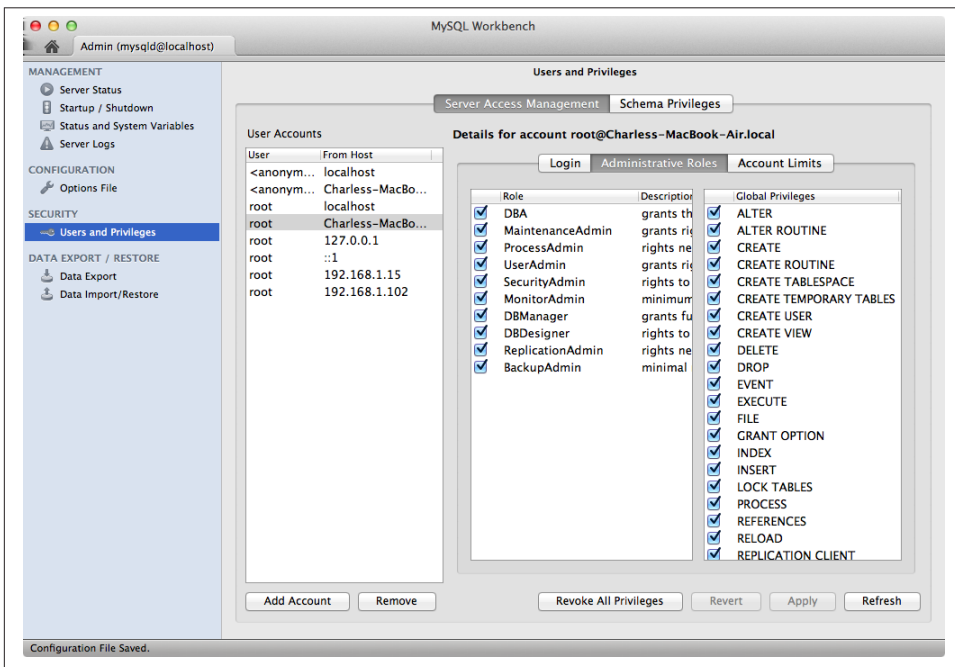 MySQL Workbench
Admin (mysqld@localhost)
MANAGEMENT
Server Status
Startup / Shutdown
Status and System Variables
Server Logs
CONFIGURATION
Options File
SECURITY
Users and Privileges
DATA EXPORT / RESTORE
Data Export
Data Import/Restore
Users and Privileges
Server Access Management
Schema Privileges
User Accounts
User From Host
<anonym... localhost
<anonym... Charless-MacBo...
root localhost
root Charless-MacBo...
root 127.0.0.1
root ::1
root 192.168.1.15
root 192.168.1.102
Add Account
Remove
Details for account root@Charless-MacBook-Air.local
Login
Administrative Roles
Account Limits
Role Description
DBA grants th
MaintenanceAdmin grants rig
ProcessAdmin rights ne
UserAdmin grants rig
SecurityAdmin rights to
MonitorAdmin minimum
DBManager grants fu
DBDesigner rights to
ReplicationAdmin rights ne
BackupAdmin minimal
Global Privileges
ALTER
ALTER ROUTINE
CREATE
CREATE ROUTINE
CREATE TABLESPACE
CREATE TEMPORARY TABLES
CREATE USER
CREATE VIEW
DELETE
DROP
EVENT
EXECUTE
FILE
GRANT OPTION
INDEX
INSERT
LOCK TABLES
PROCESS
REFERENCES
RELOAD
REPLICATION CLIENT
Revoke All Privileges
Revert
Apply
Refresh
Configuration File Saved.